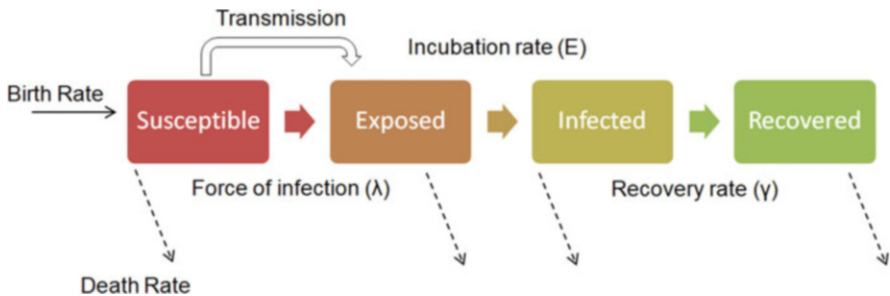 Transmission
Incubation rate (E)
Birth Rate
Susceptible
Exposed
Infected
Recovered
Force of infection (λ)
Recovery rate (γ)
Death Rate